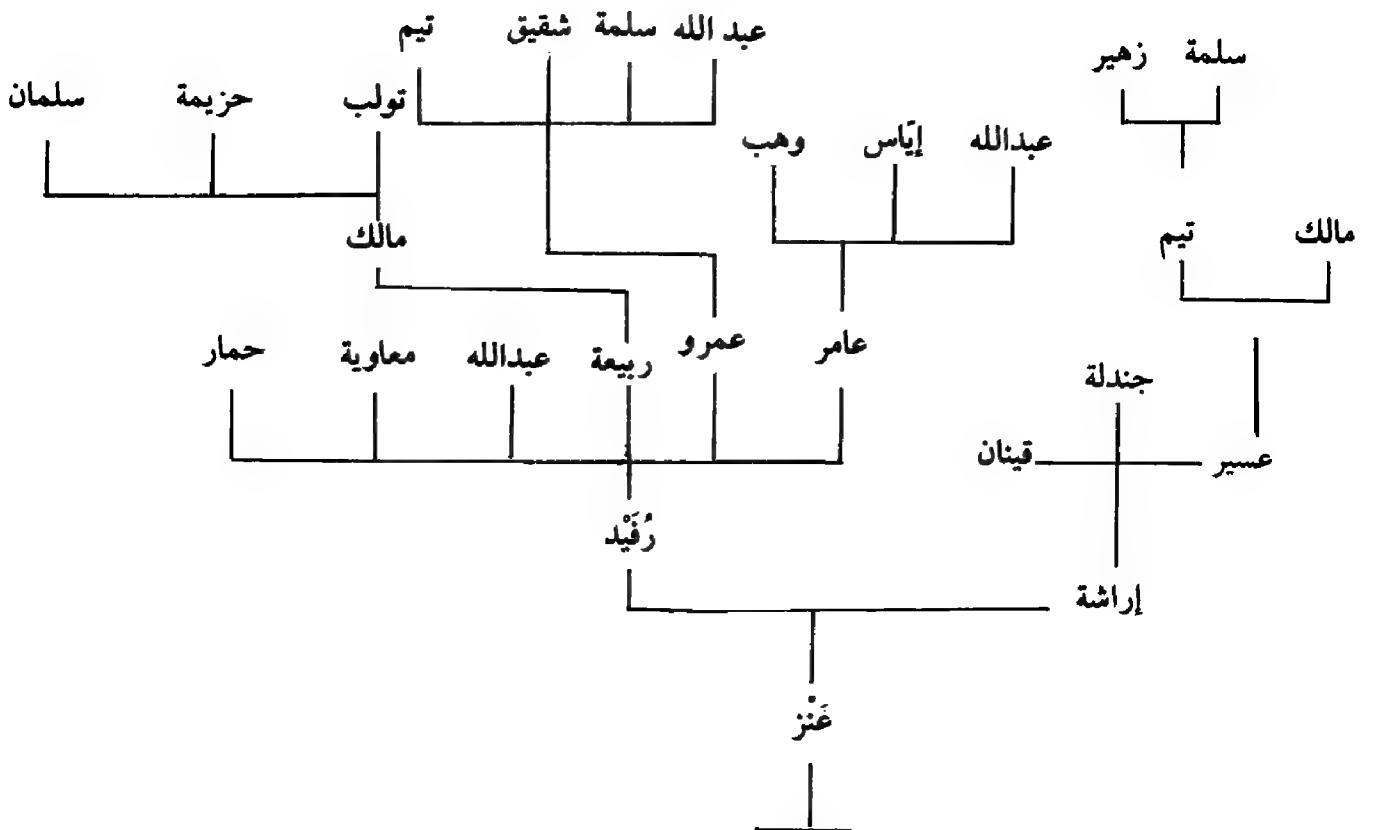 عبد الله سلمة شقيق تيم
سلمة زهير
تولب حزيمة سلمان
عبدالله إيّاس وهب
مالك تيم
مالك
عامر عمرو ربيعة عبدالله معاوية حمار
جندلة
عسير قينان
رُفَيْد
إراشة
عَنْز